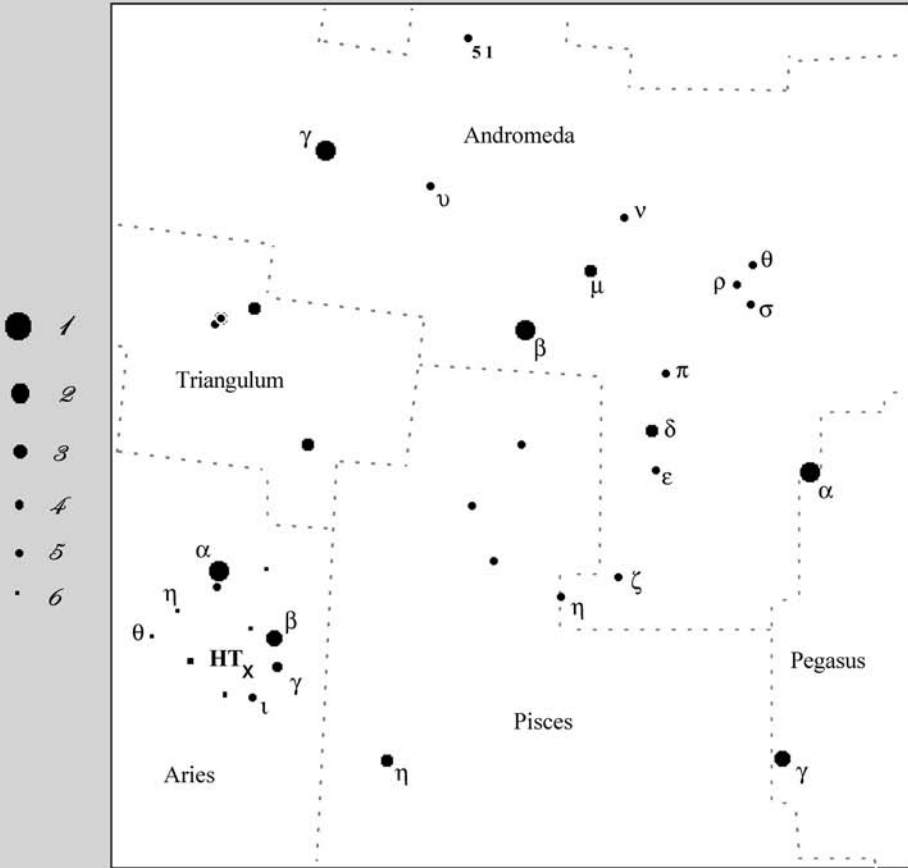 51
γ
Andromeda
υ
ν
θ
μ
ρ
σ
1
β
Triangulum
π
2
δ
3
ε
α
4
α
5
ζ
η
η
6
θ
β
HT
x
γ
Pegasus
ι
Pisces
Aries
η
γ